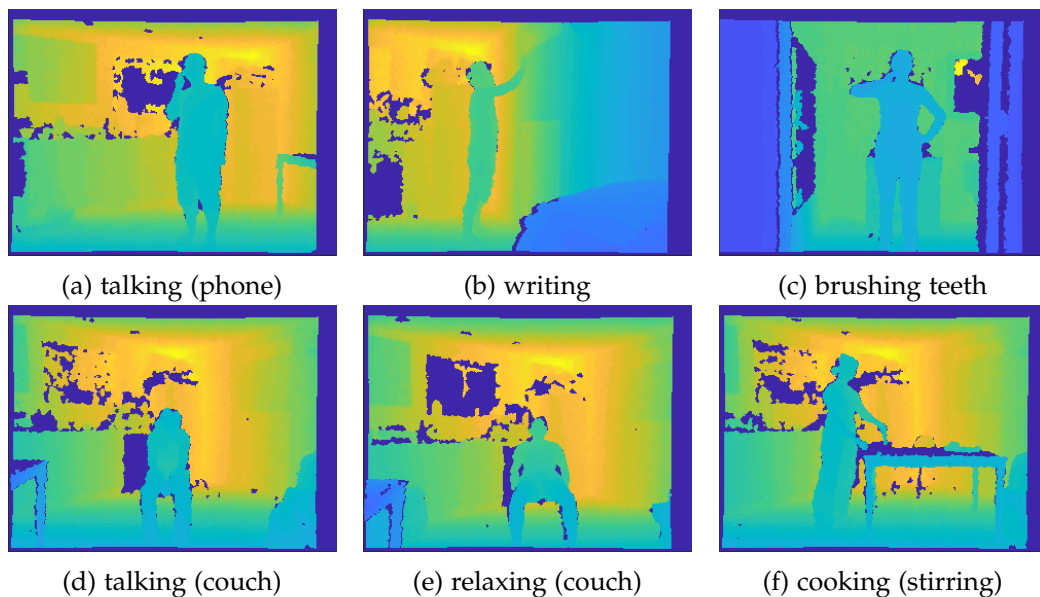 (a) talking (phone)
(b) writing
(c) brushing teeth
(d) talking (couch)
(e) relaxing (couch)
(f) cooking (stirring)